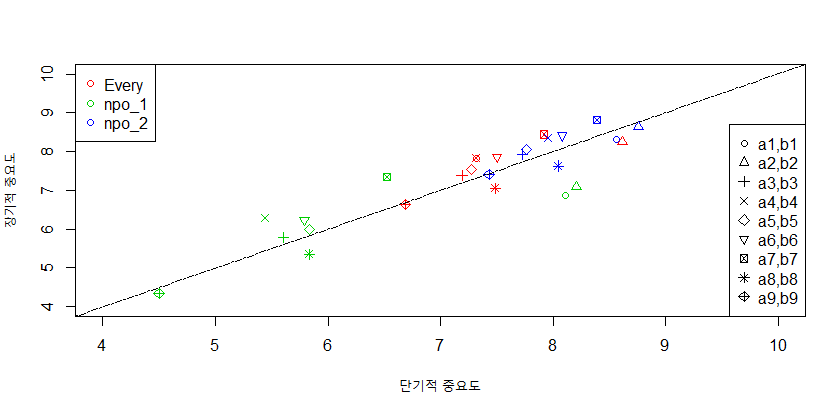 Every
npo_1
npo_2
a1,b1
a2,b2
a3,b3
a4,b4
a5,b5
a6,b6
a7,b7
a8,b8
a9,b9
장기적 중요도
10
9
8
7
6
5
4
4 5 6 7 8 9 10
단기적 중요도